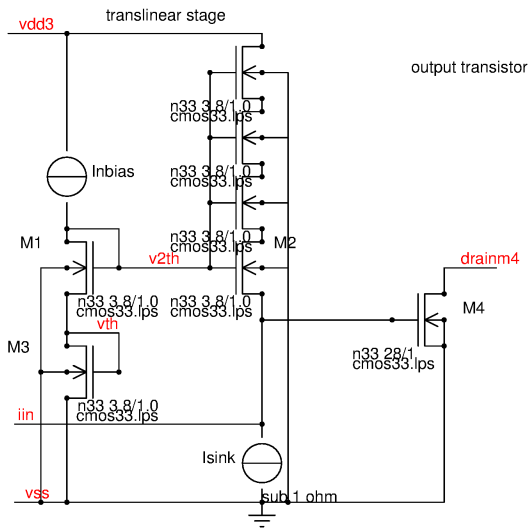 translinear stage
vdd3
output transistor
n33 3.8/1.0
cmos33.lps
Inbias
n33 3.8/1.0
cmos33.lps
n33 3.8/1.0
cmos33.lps
M1
M2
v2th
drainm4
n33 3.8/1.0
cmos33.lps
n33 3.8/1.0
cmos33.lps
M4
vth
M3
n33 28/1
cmos33.lps
n33 3.8/1.0
cmos33.lps
iin
Isink
vss
sub 1 ohm